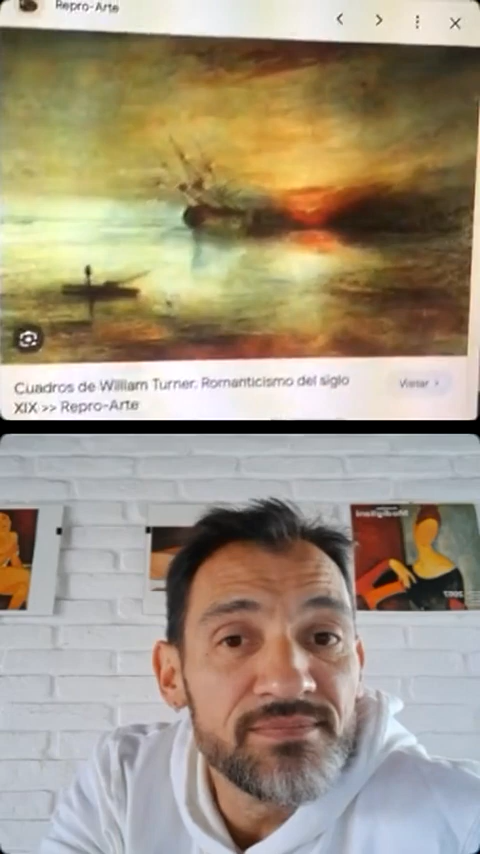 Repro-Arte
Cuadros de William Turner. Romanticismo del siglo
Visitar >
XIX >> Repro-Arte